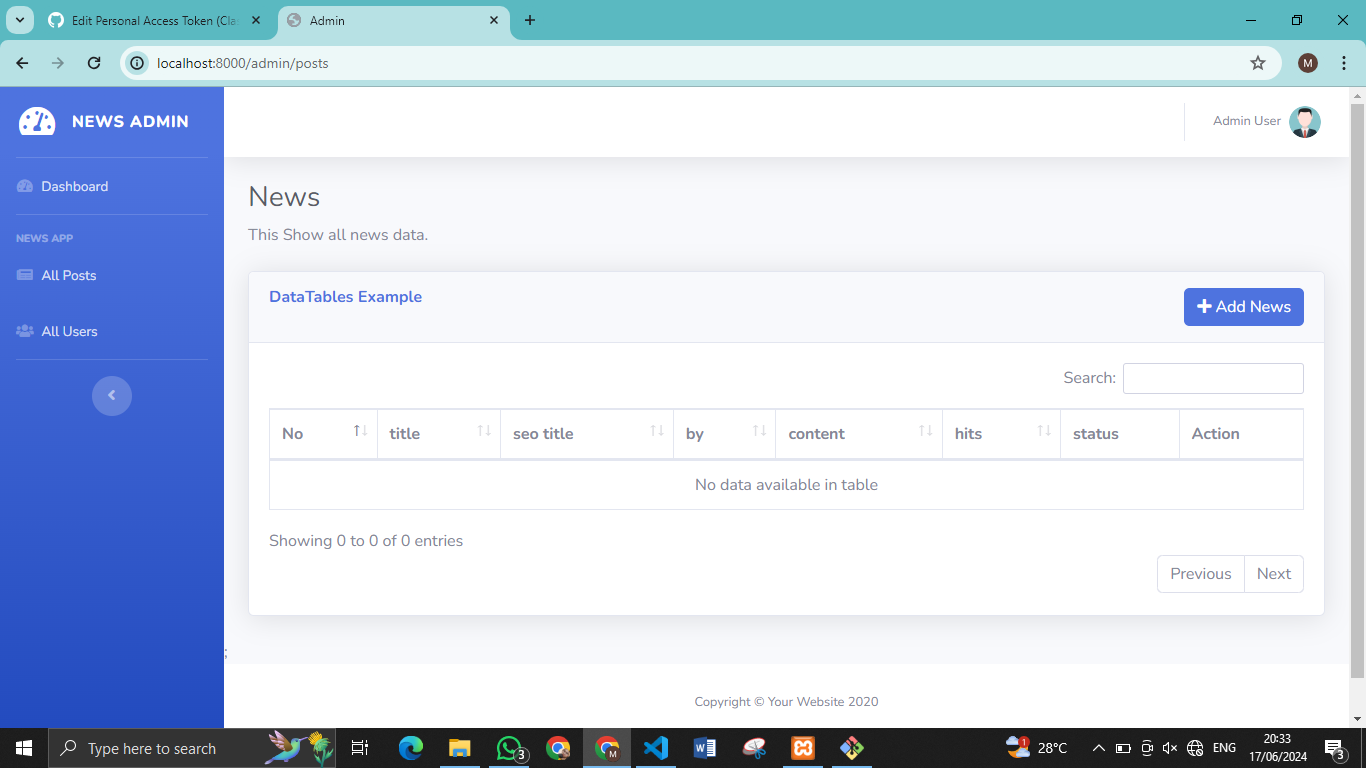 Edit Personal Access Token (Cla
Admin
localhost:8000/admin/posts
M
NEWS ADMIN
Admin User
Dashboard
NEWS APP
All Posts
All Users
News
This Show all news data.
DataTables Example
Add News
Search:
No title seo title by content hits status Action
No data available in table
Showing 0 to 0 of 0 entries
Previous Next
;
Copyright © Your Website 2020
Type here to search
3
M
1
28°C
ENG
20:33
17/06/2024
3